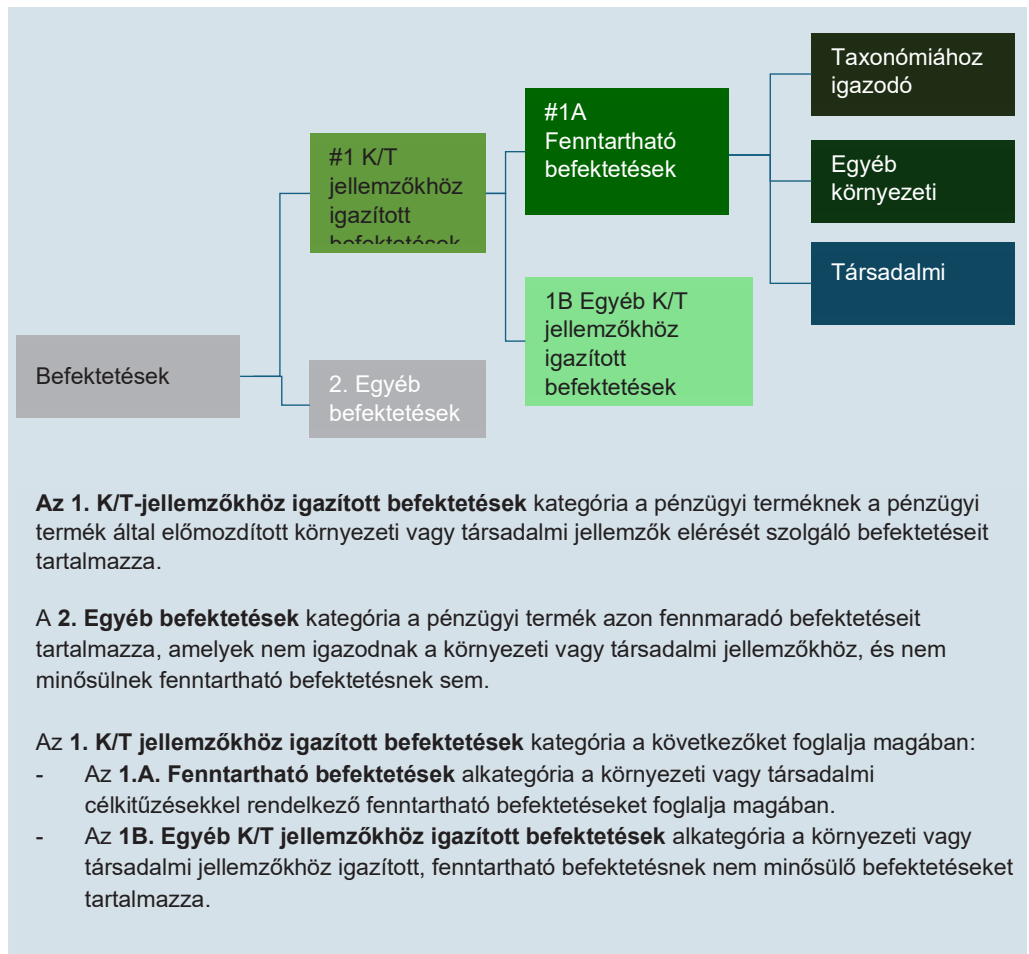 Taxonómiához
igazodó
#1A
Fenntartható
befektetések
#1 K/T
jellemzőkhöz
igazított
befektetések
Egyéb
környezeti
Társadalmi
1B Egyéb K/T
jellemzőkhöz
igazított
befektetések
Befektetések
2. Egyéb
befektetések
Az 1. K/T-jellemzőkhöz igazított befektetések kategória a pénzügyi terméknek a pénzügyi
termék által előmozdított környezeti vagy társadalmi jellemzők elérését szolgáló befektetéseit
tartalmazza.
A 2. Egyéb befektetések kategória a pénzügyi termék azon fennmaradó befektetéseit
tartalmazza, amelyek nem igazodnak a környezeti vagy társadalmi jellemzőkhöz, és nem
minősülnek fenntartható befektetésnek sem.
Az 1. K/T jellemzőkhöz igazított befektetések kategória a következőket foglalja magában:
- Az 1.A. Fenntartható befektetések alkategória a környezeti vagy társadalmi
célkitűzésekkel rendelkező fenntartható befektetéseket foglalja magában.
- Az 1B. Egyéb K/T jellemzőkhöz igazított befektetések alkategória a környezeti vagy
társadalmi jellemzőkhöz igazított, fenntartható befektetésnek nem minősülő befektetéseket
tartalmazza.